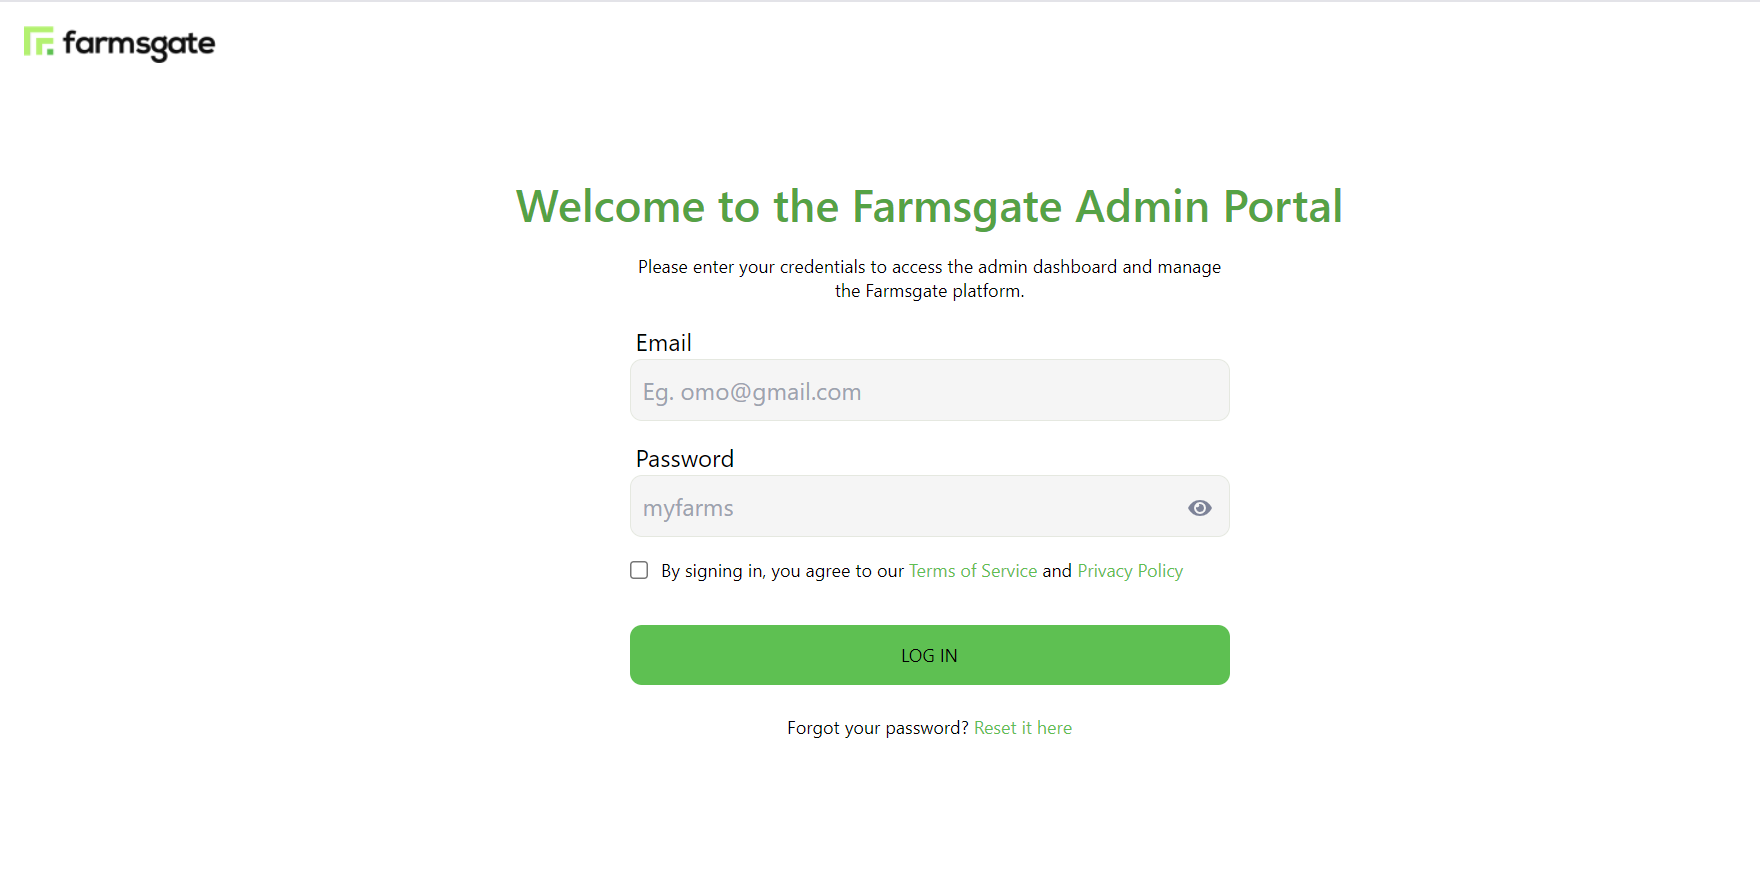 farmsgate
Welcome to the Farmsgate Admin Portal
Please enter your credentials to access the admin dashboard and manage
the Farmsgate platform.
Email
Eg. omo@gmail.com
Password
myfarms
By signing in, you agree to our Terms of Service and Privacy Policy
LOG IN
Forgot your password? Reset it here